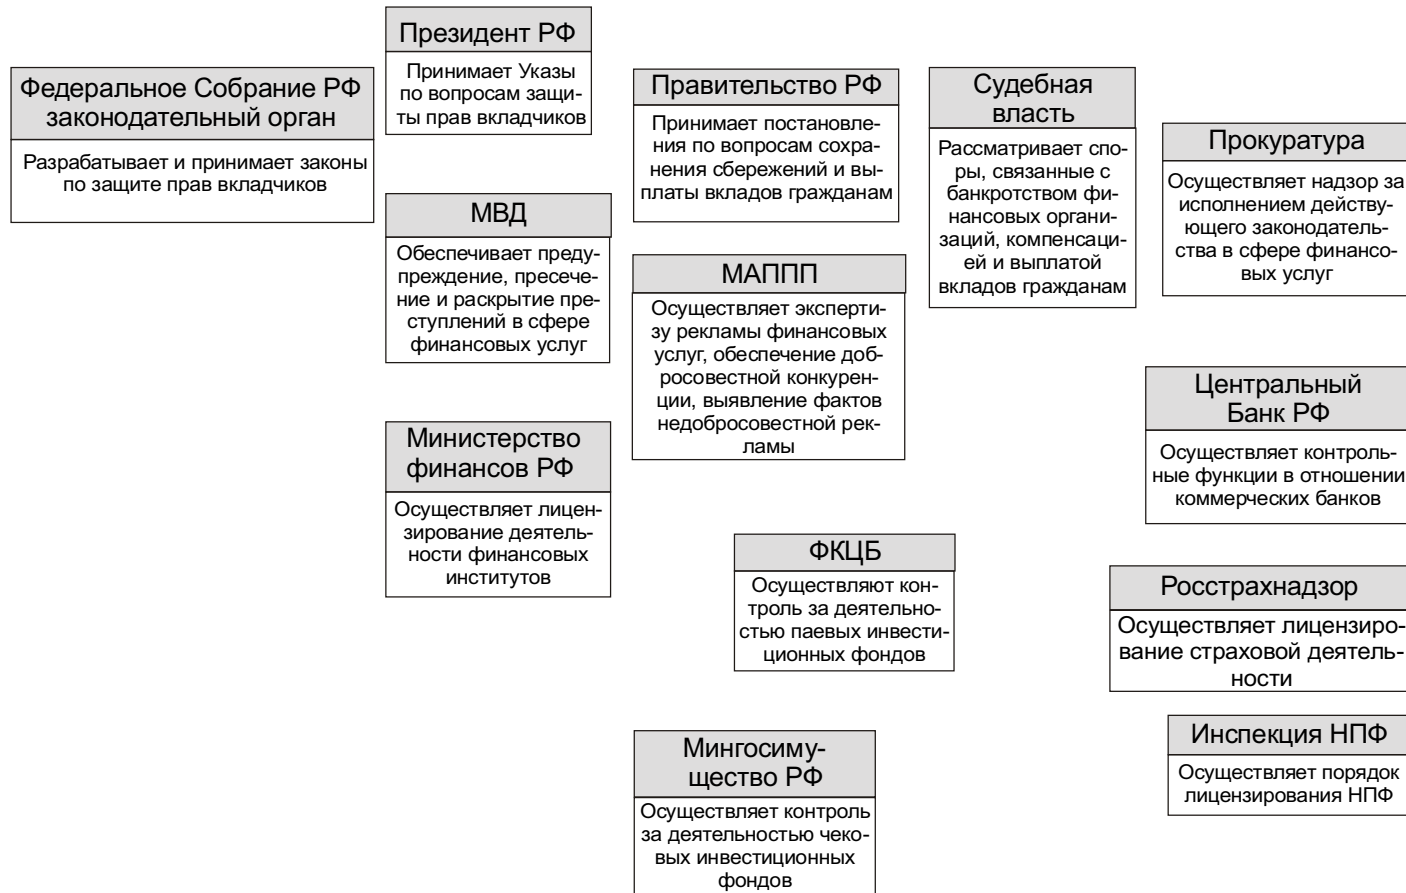 Президент РФ
Принимает Указы
по вопросам защи-
ты прав вкладчиков
Федеральное Собрание РФ
законодательный орган
Разрабатывает и принимает законы
по защите прав вкладчиков
Правительство РФ
Принимает постановле-
ния по вопросам сохра-
нения сбережений и вы-
платы вкладов гражданам
Судебная
власть
Рассматривает спо-
ры, связанные с
банкротством фи-
нансовых органи-
заций, компенсаци-
ей и выплатой
вкладов гражданам
Прокуратура
Осуществляет надзор за
исполнением действу-
ющего законодатель-
ства в сфере финансо-
вых услуг
МВД
Обеспечивает преду-
преждение, пресече-
ние и раскрытие пре-
ступлений в сфере
финансовых услуг
МАППП
Осуществляет эксперти-
зу рекламы финансовых
услуг, обеспечение доб-
росовестной конкурен-
ции, выявление фактов
недобросовестной рек-
ламы
Центральный
Банк РФ
Осуществляет контроль-
ные функции в отношении
коммерческих банков
Министерство
финансов РФ
Осуществляет лицен-
зирование деятель-
ности финансовых
институтов
ФКЦБ
Осуществляют кон-
троль за деятельно-
стью паевых инвести-
ционных фондов
Росстрахнадзор
Осуществляет лицензиро-
вание страховой деятель-
ности
Мингосиму-
щество РФ
Осуществляет контроль
за деятельностью чеко-
вых инвестиционных
фондов
Инспекция НПФ
Осуществляет порядок
лицензирования НПФ